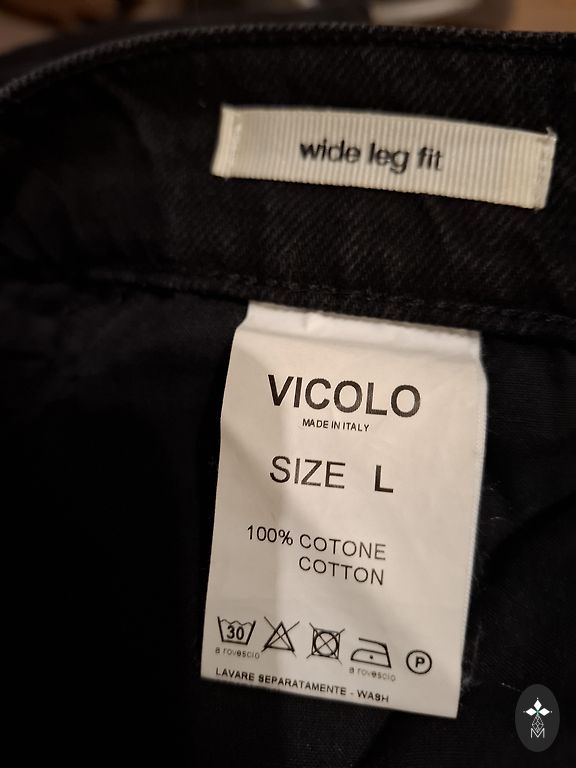 wide leg fit
VICOLO
MADE IN ITALY
SIZE L
100% COTONE
COTTON
30
P
a rovescio
a rovescio
LAVARE SEPARATAMENTE - WASH
M